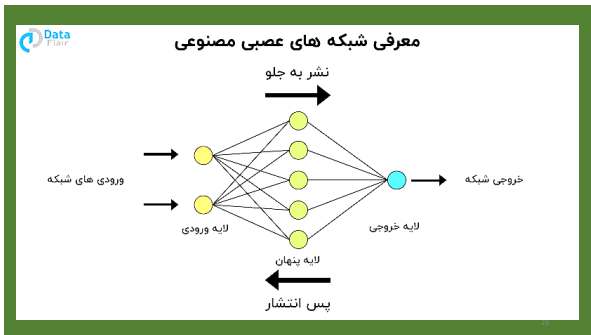 Data
Flair
معرفی شبکه های عصبی مصنوعی
نشر به جلو
ورودی های شبکه
خروجی شبکه
لایه ورودی
لایه خروجی
لایه پنهان
پس انتشار